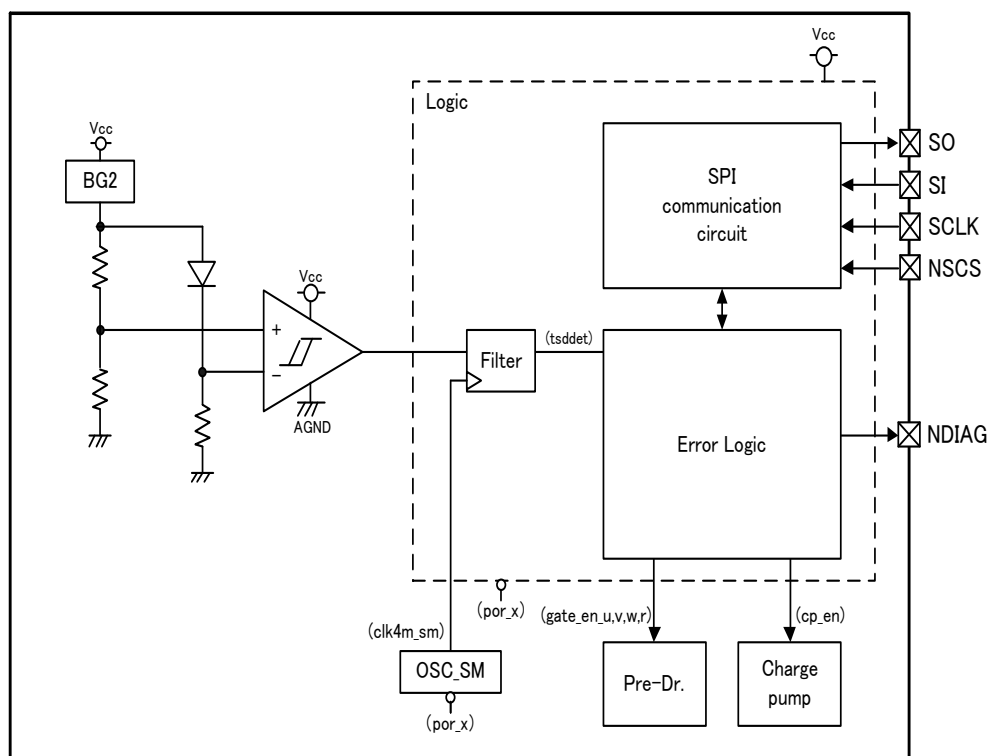 Vcc
Logic
Vcc
BG2
SPI
communication
circuit
SO
SI
SCLK
NSCS
Vcc
+
−
AGND
Filter
(tsddet)
Error Logic
NDIAG
(por_x)
(gate_en_u,v,w,r)
(cp_en)
(clk4m_sm)
OSC_SM
(por_x)
Pre-Dr.
Charge
pump